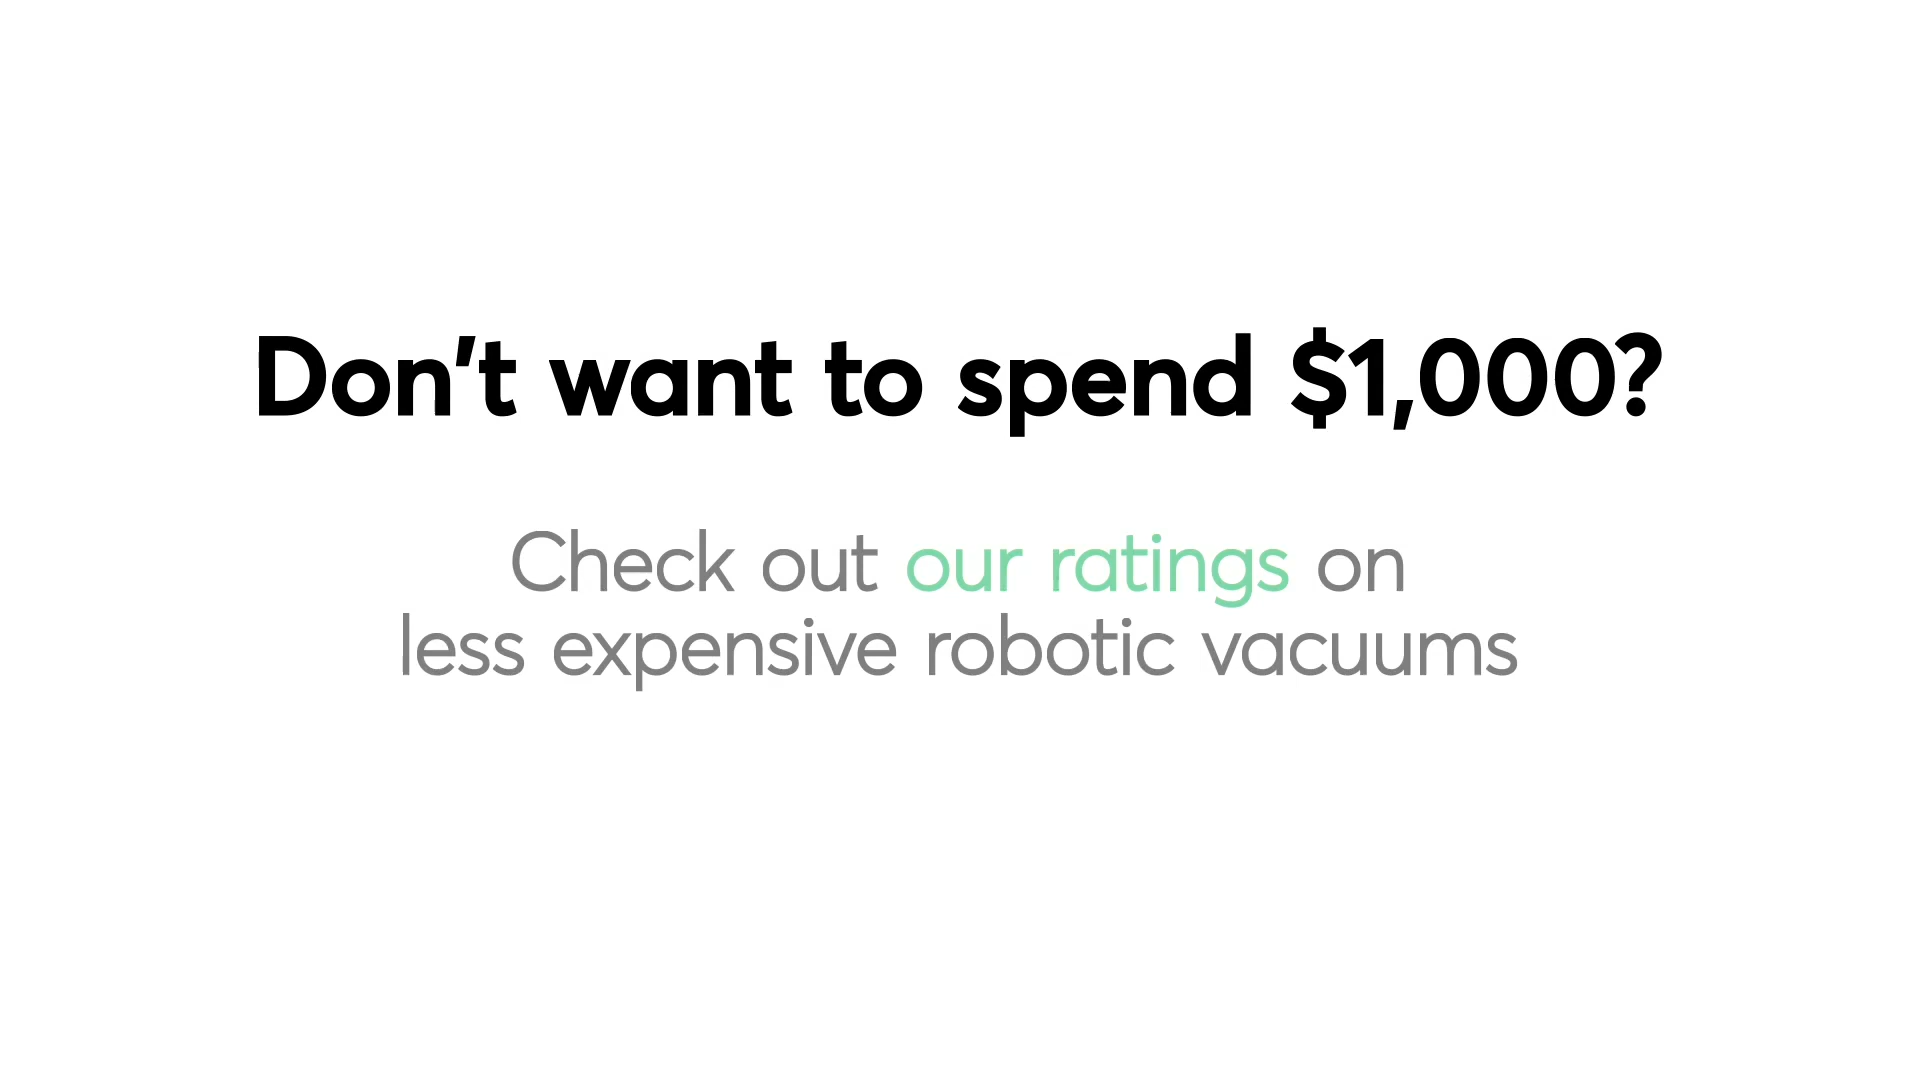 Don't want to spend $1,000?
Check out our ratings on
less expensive robotic vacuums